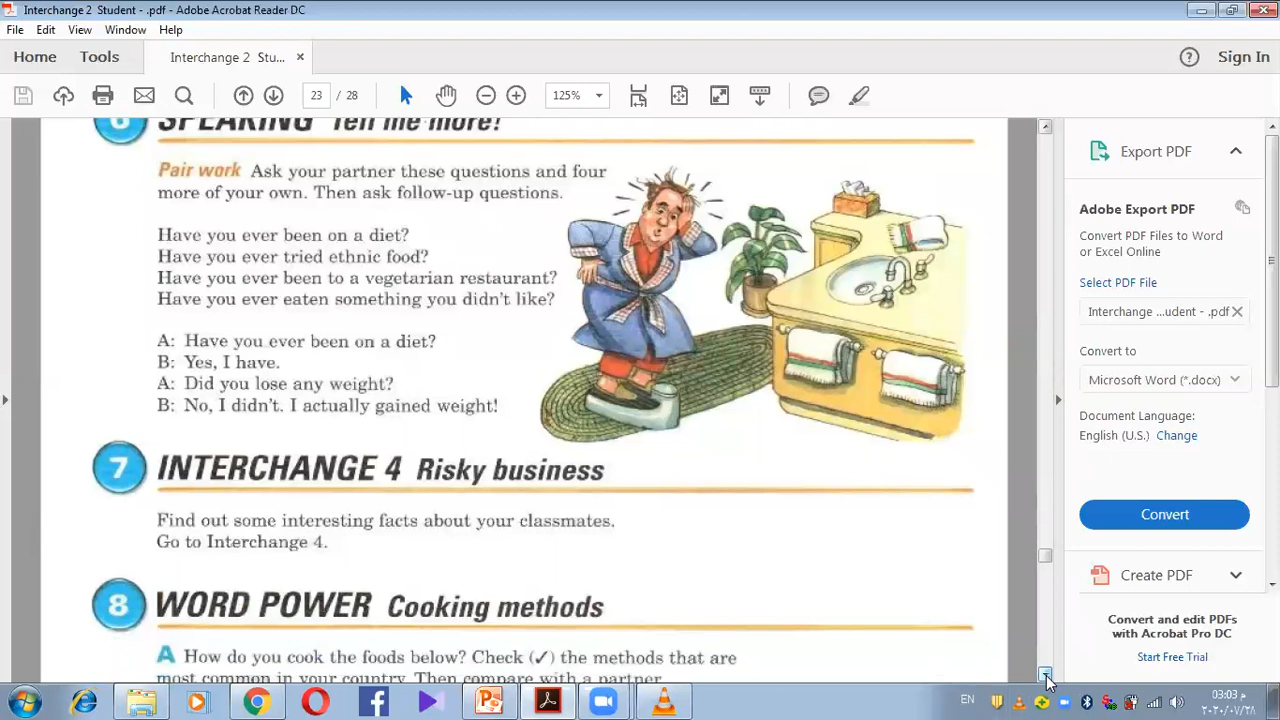 Interchange 2 Student - .pdf - Adobe Acrobat Reader DC
File Edit View Window Help
Home Tools Interchange 2 Stu... × Sign In
23 / 28 125%
6 SPEAKING Tell me more!
Pair work Ask your partner these questions and four
more of your own. Then ask follow-up questions.
Have you ever been on a diet?
Have you ever tried ethnic food?
Have you ever been to a vegetarian restaurant?
Have you ever eaten something you didn't like?
A: Have you ever been on a diet?
B: Yes, I have.
A: Did you lose any weight?
B: No, I didn't. I actually gained weight!
7 INTERCHANGE 4 Risky business
Find out some interesting facts about your classmates.
Go to Interchange 4.
8 WORD POWER Cooking methods
A How do you cook the foods below? Check (✓) the methods that are
most common in your country. Then compare with a partner.
Export PDF
Adobe Export PDF
Convert PDF Files to Word
or Excel Online
Select PDF File
Interchange ...udent - .pdf ×
Convert to
Microsoft Word (*.docx)
Document Language:
English (U.S.) Change
Convert
Create PDF
Convert and edit PDFs
with Acrobat Pro DC
Start Free Trial
EN
03:03 م
٢٠٢٠/٠٧/٢٨